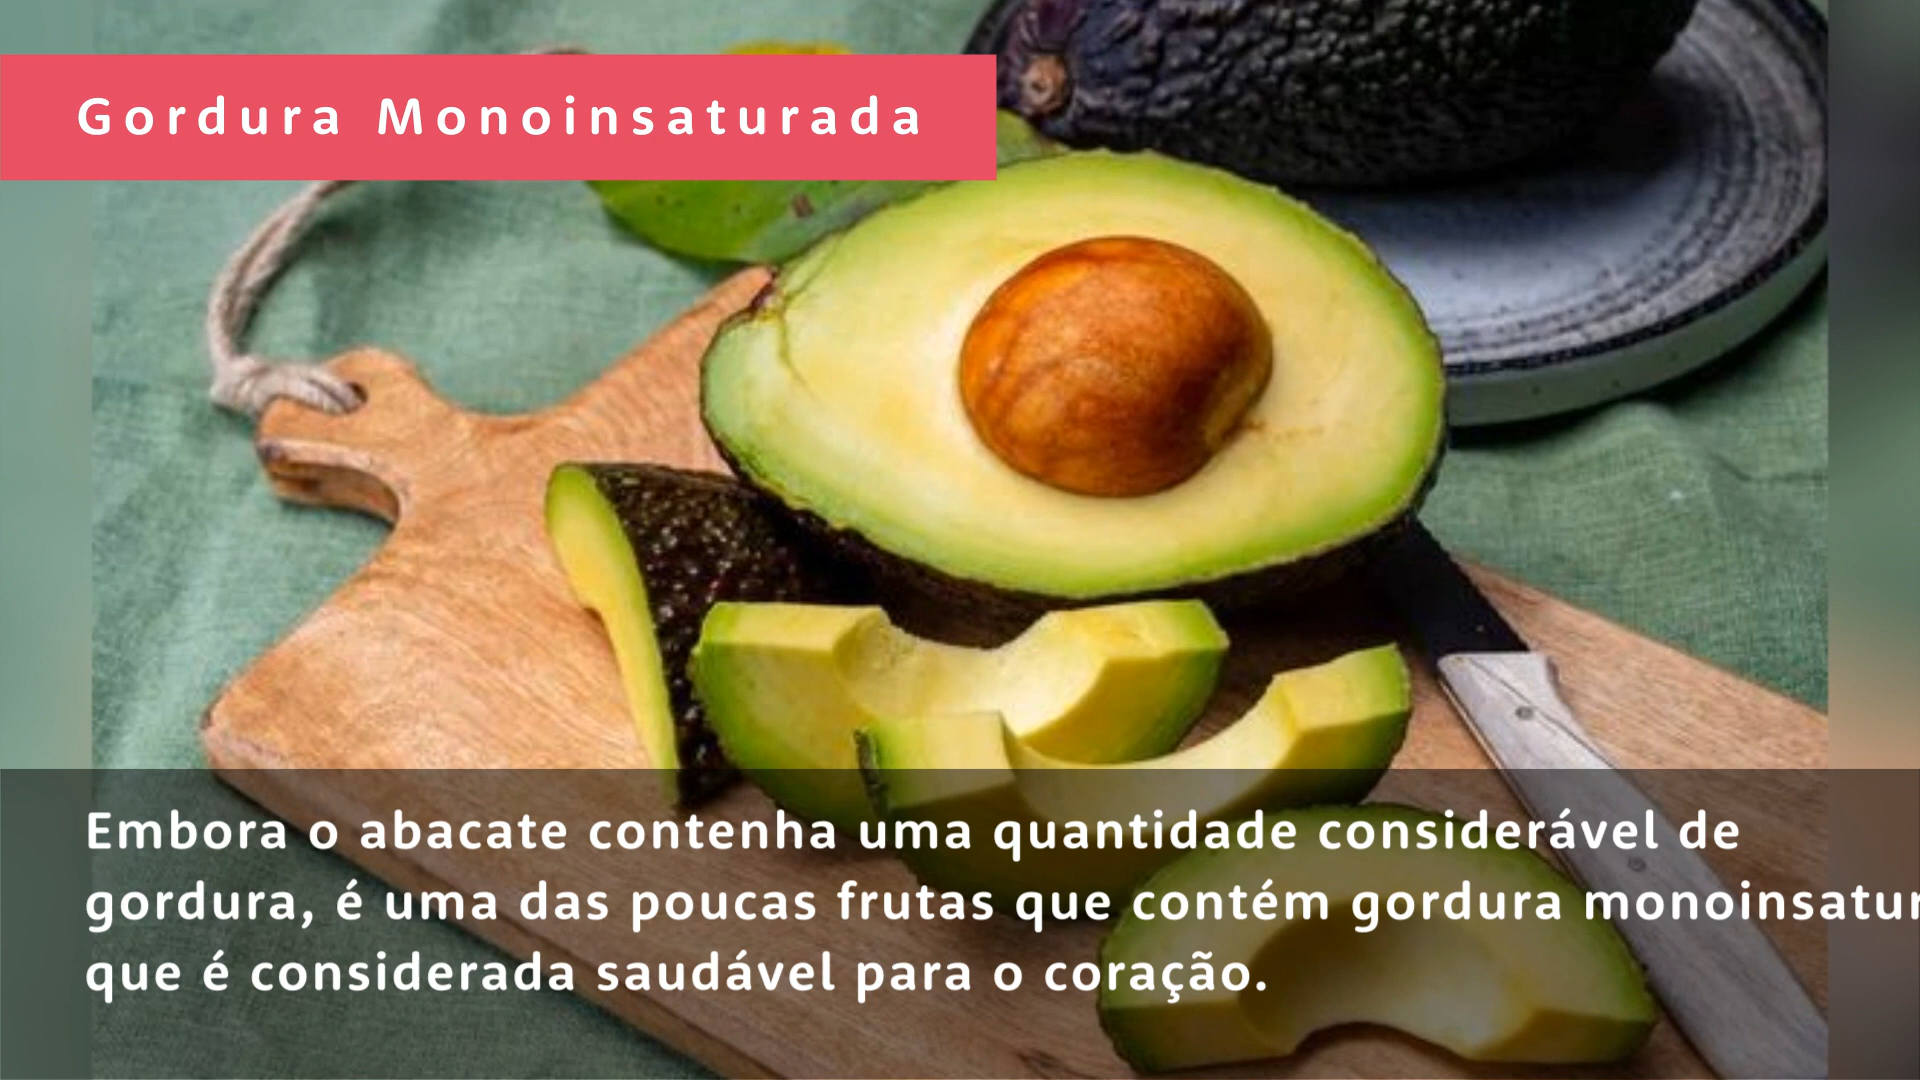 Gordura Monoinsaturada
Embora o abacate contenha uma quantidade considerável de
gordura, é uma das poucas frutas que contém gordura
que é considerada saudável para o coração.